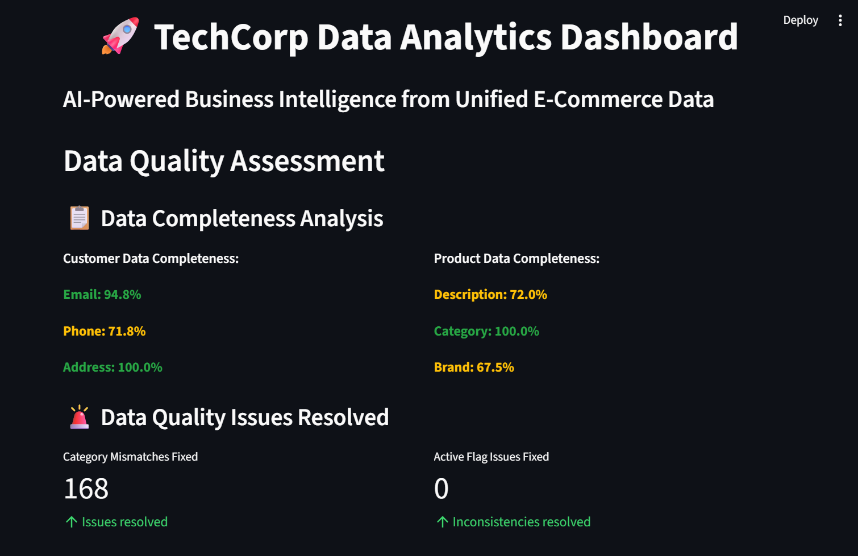 Deploy
🚀 TechCorp Data Analytics Dashboard
AI-Powered Business Intelligence from Unified E-Commerce Data
Data Quality Assessment
📋 Data Completeness Analysis
Customer Data Completeness:
Email: 94.8%
Phone: 71.8%
Address: 100.0%
Product Data Completeness:
Description: 72.0%
Category: 100.0%
Brand: 67.5%
🚨 Data Quality Issues Resolved
Category Mismatches Fixed
168
↑ Issues resolved
Active Flag Issues Fixed
0
↑ Inconsistencies resolved